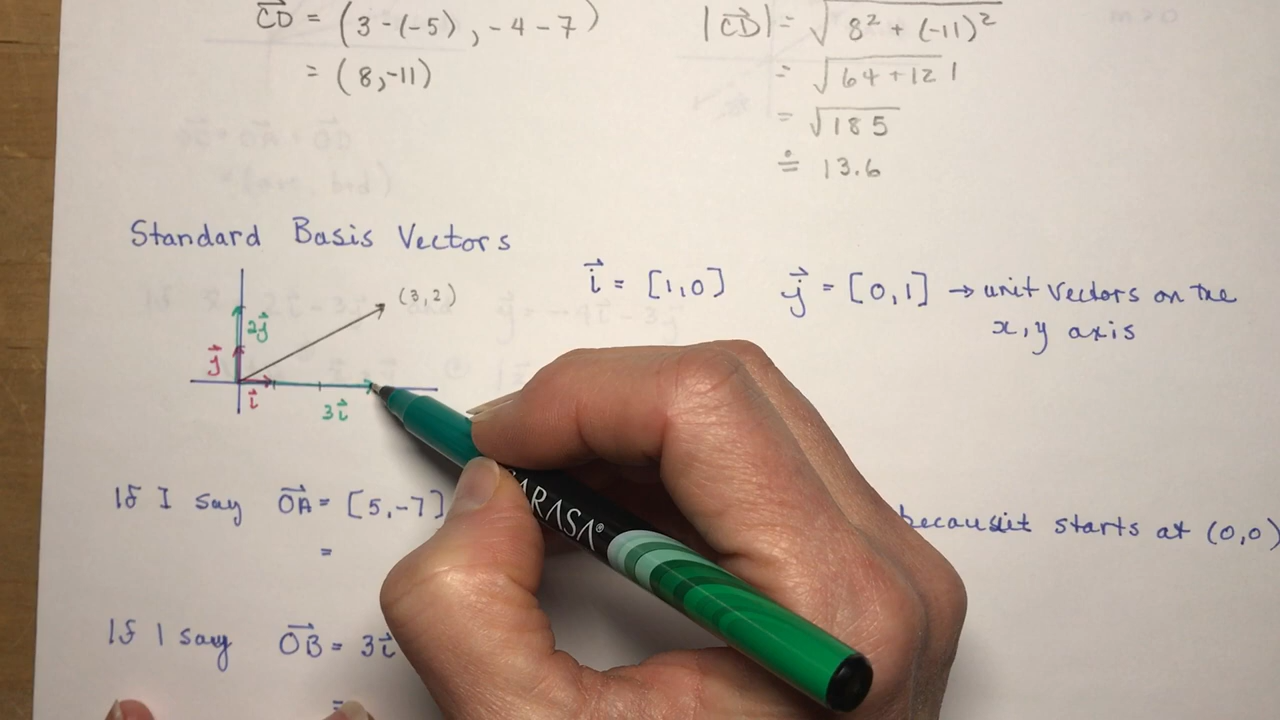 CD = (3-(-5), -4-7)
= (8,-11)
|CD| = √8² + (-11)²
= √64+121
= √185
≐ 13.6
Standard Basis Vectors
(3,2)
2j
j
i
3i
i = [1,0] j = [0,1] → unit vectors on the
x,y axis
If I say OA = [5,-7]
because it starts at (0,0)
=
If I say OB = 3i
=
ARASA®